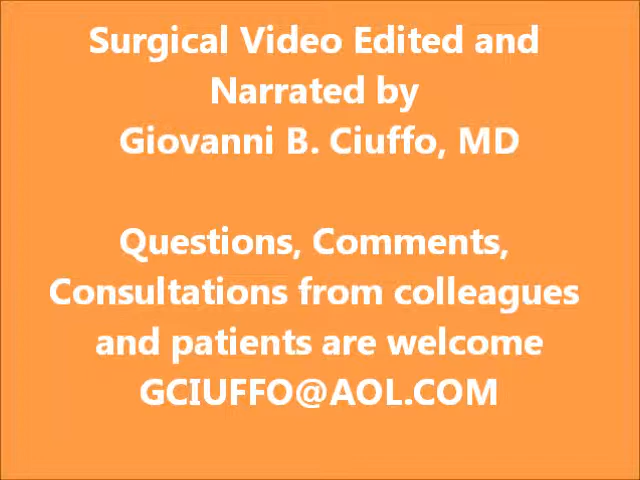 Surgical Video Edited and
Narrated by
Giovanni B. Ciuffo, MD
Questions, Comments,
Consultations from colleagues
and patients are welcome
GCIUFFO@AOL.COM